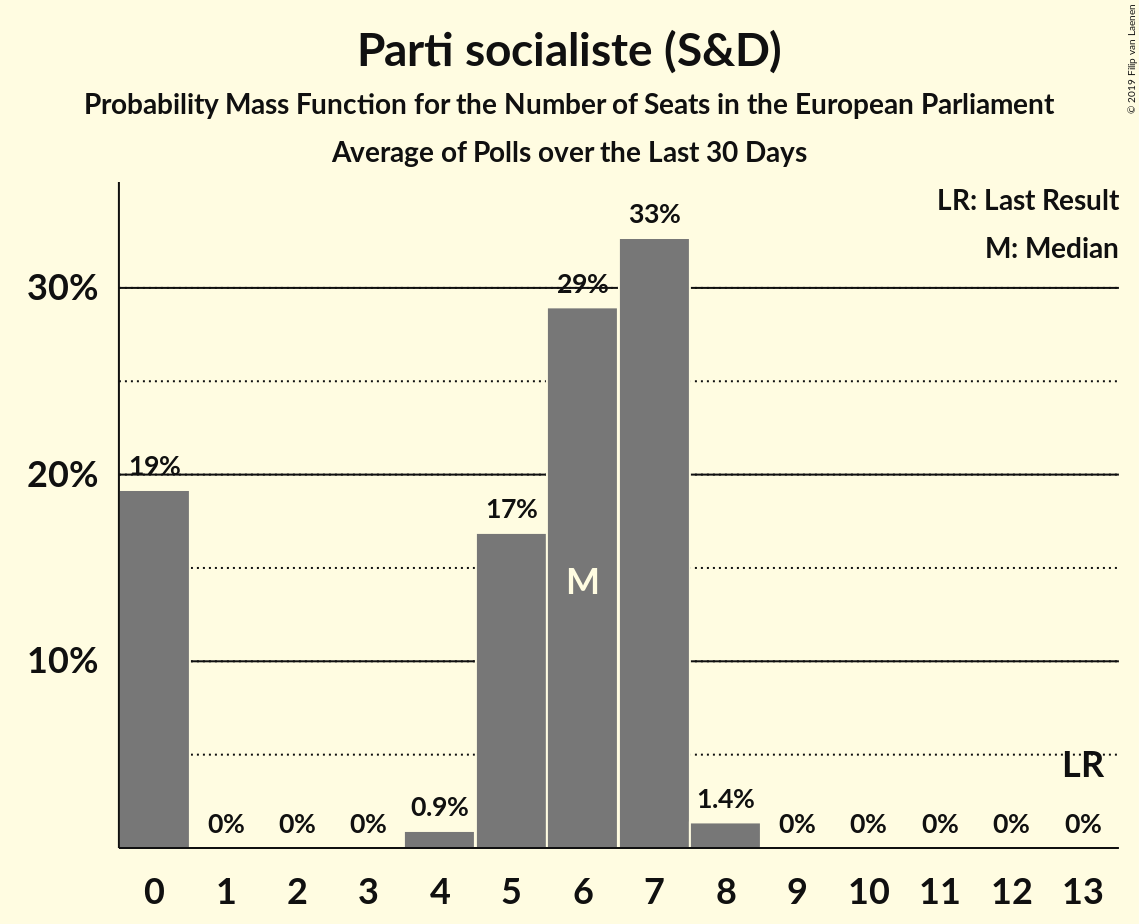 Parti socialiste (S&D)
Probability Mass Function for the Number of Seats in the European Parliament
Average of Polls over the Last 30 Days
© 2019 Filip van Laenen
LR: Last Result
M: Median
33%
30%
29%
20%
19%
17%
M
10%
LR
0.9%
1.4%
0% 0% 0% 0% 0% 0% 0% 0%
0 1 2 3 4 5 6 7 8 9 10 11 12 13